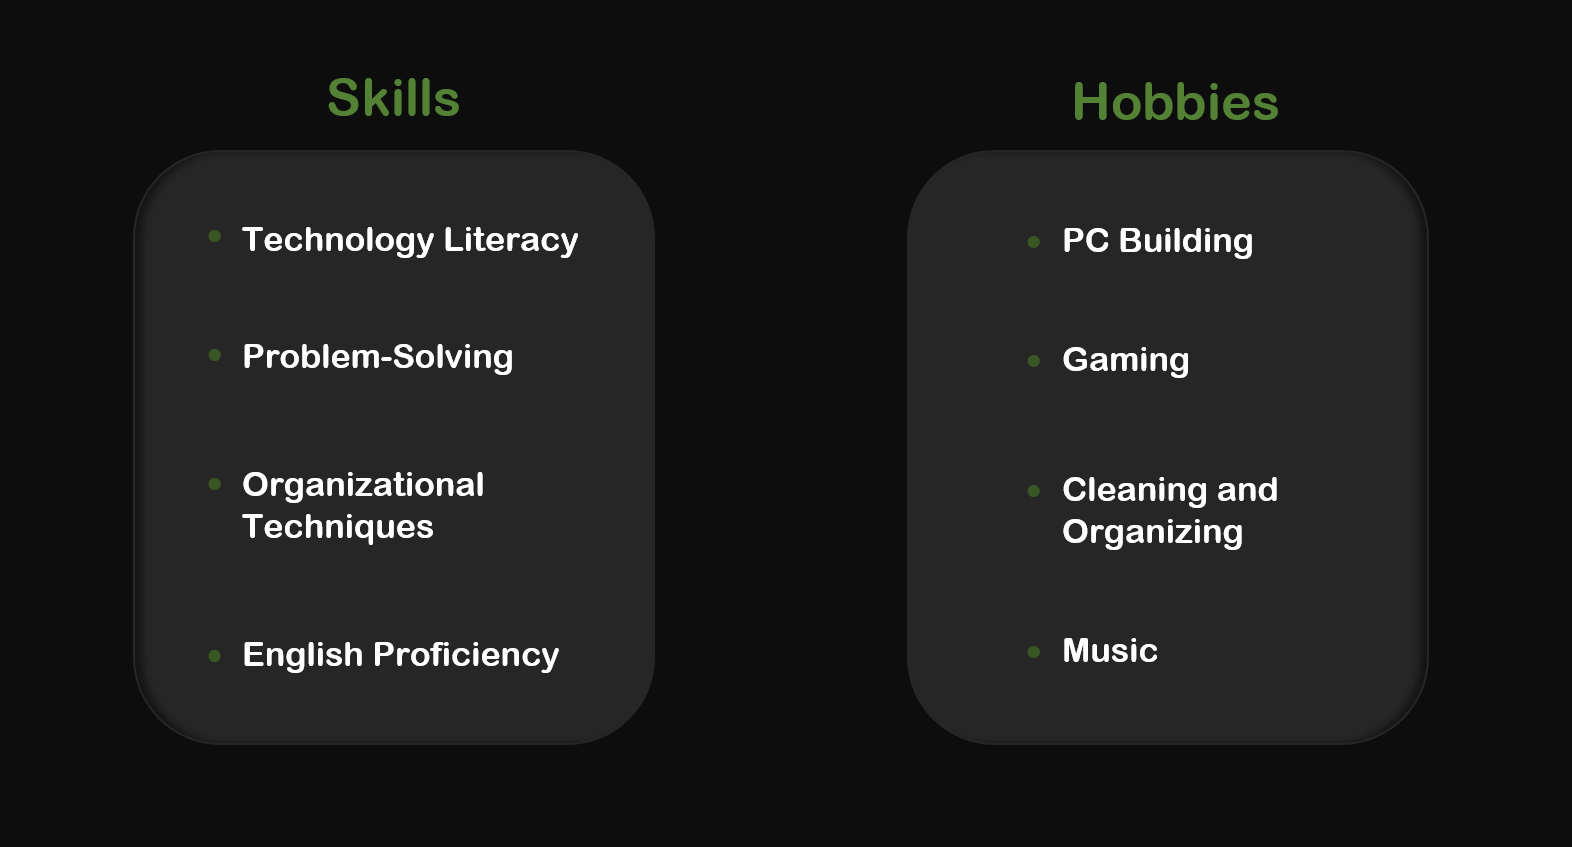 Skills
Technology Literacy
Problem-Solving
Organizational
Techniques
English Proficiency
Hobbies
PC Building
Gaming
Cleaning and
Organizing
Music